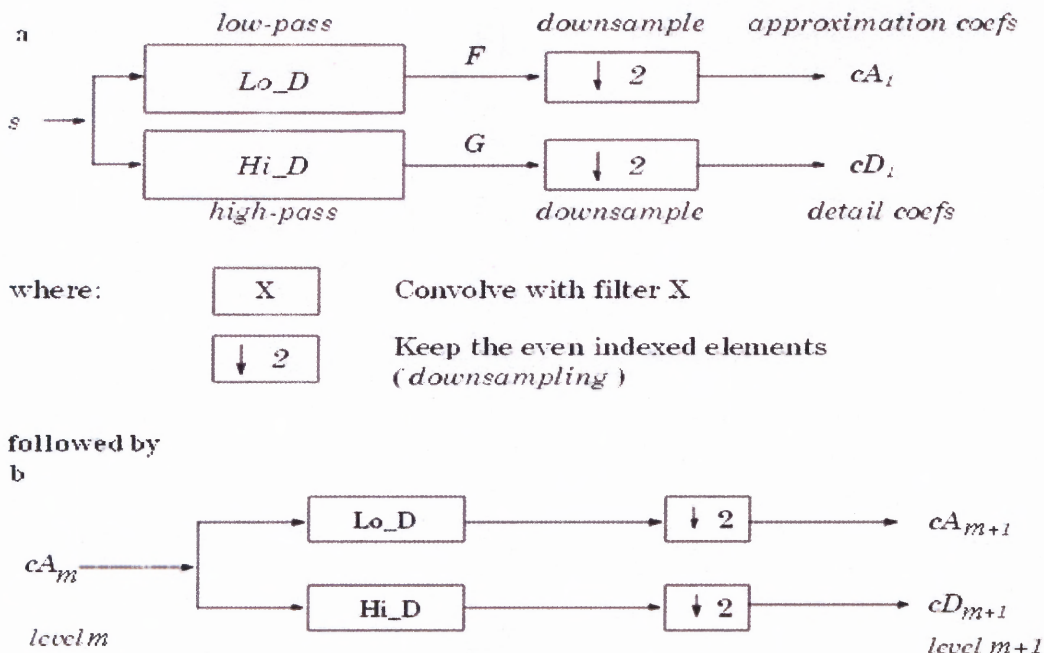 a
low-pass downsample approximation coefs
Lo_D F ↓ 2 cA₁
s
Hi_D G ↓ 2 cD₁
high-pass downsample detail coefs
where: X Convolve with filter X
↓ 2 Keep the even indexed elements
(downsampling)
followed by
b
Lo_D ↓ 2 cAₘ₊₁
cAₘ
Hi_D ↓ 2 cDₘ₊₁
level m level m+1